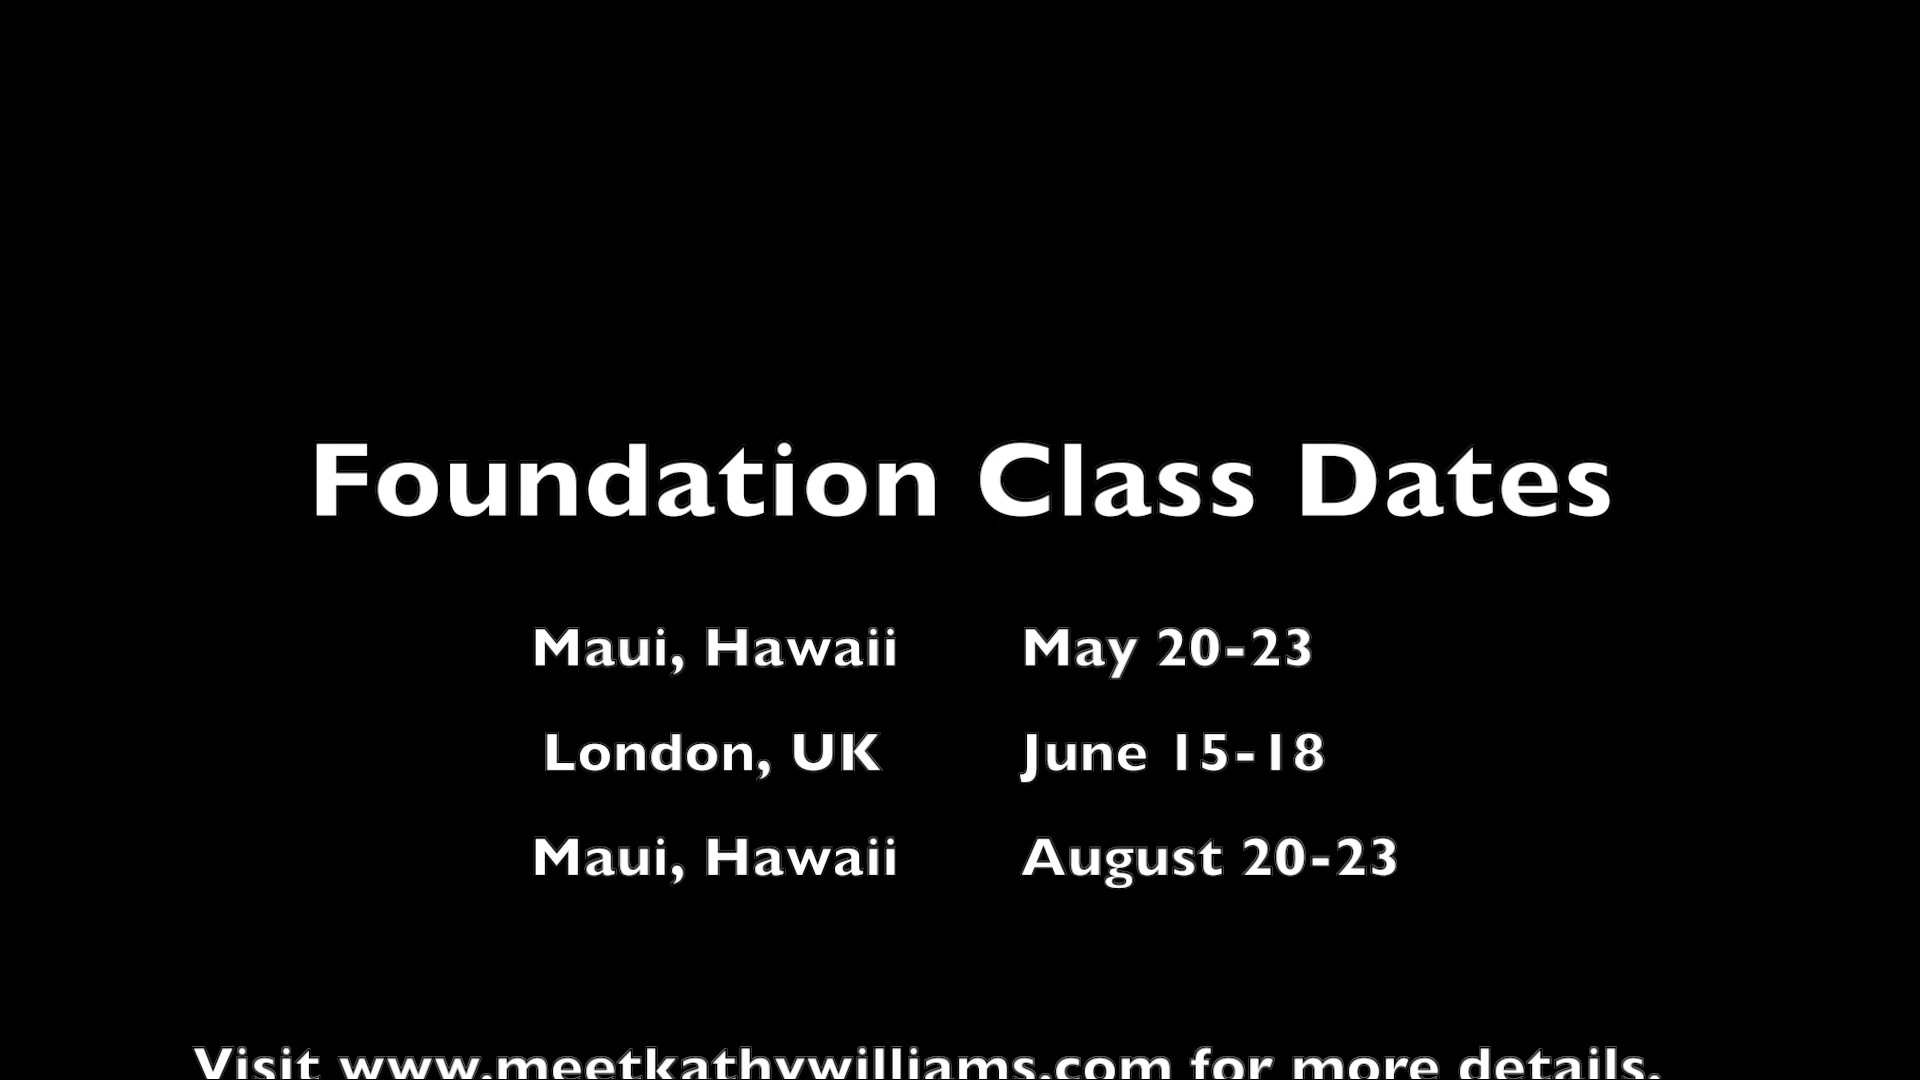 Foundation Class Dates
Maui, Hawaii May 20-23
London, UK June 15-18
Maui, Hawaii August 20-23
Visit www.meetkathywilliams.com for more details.